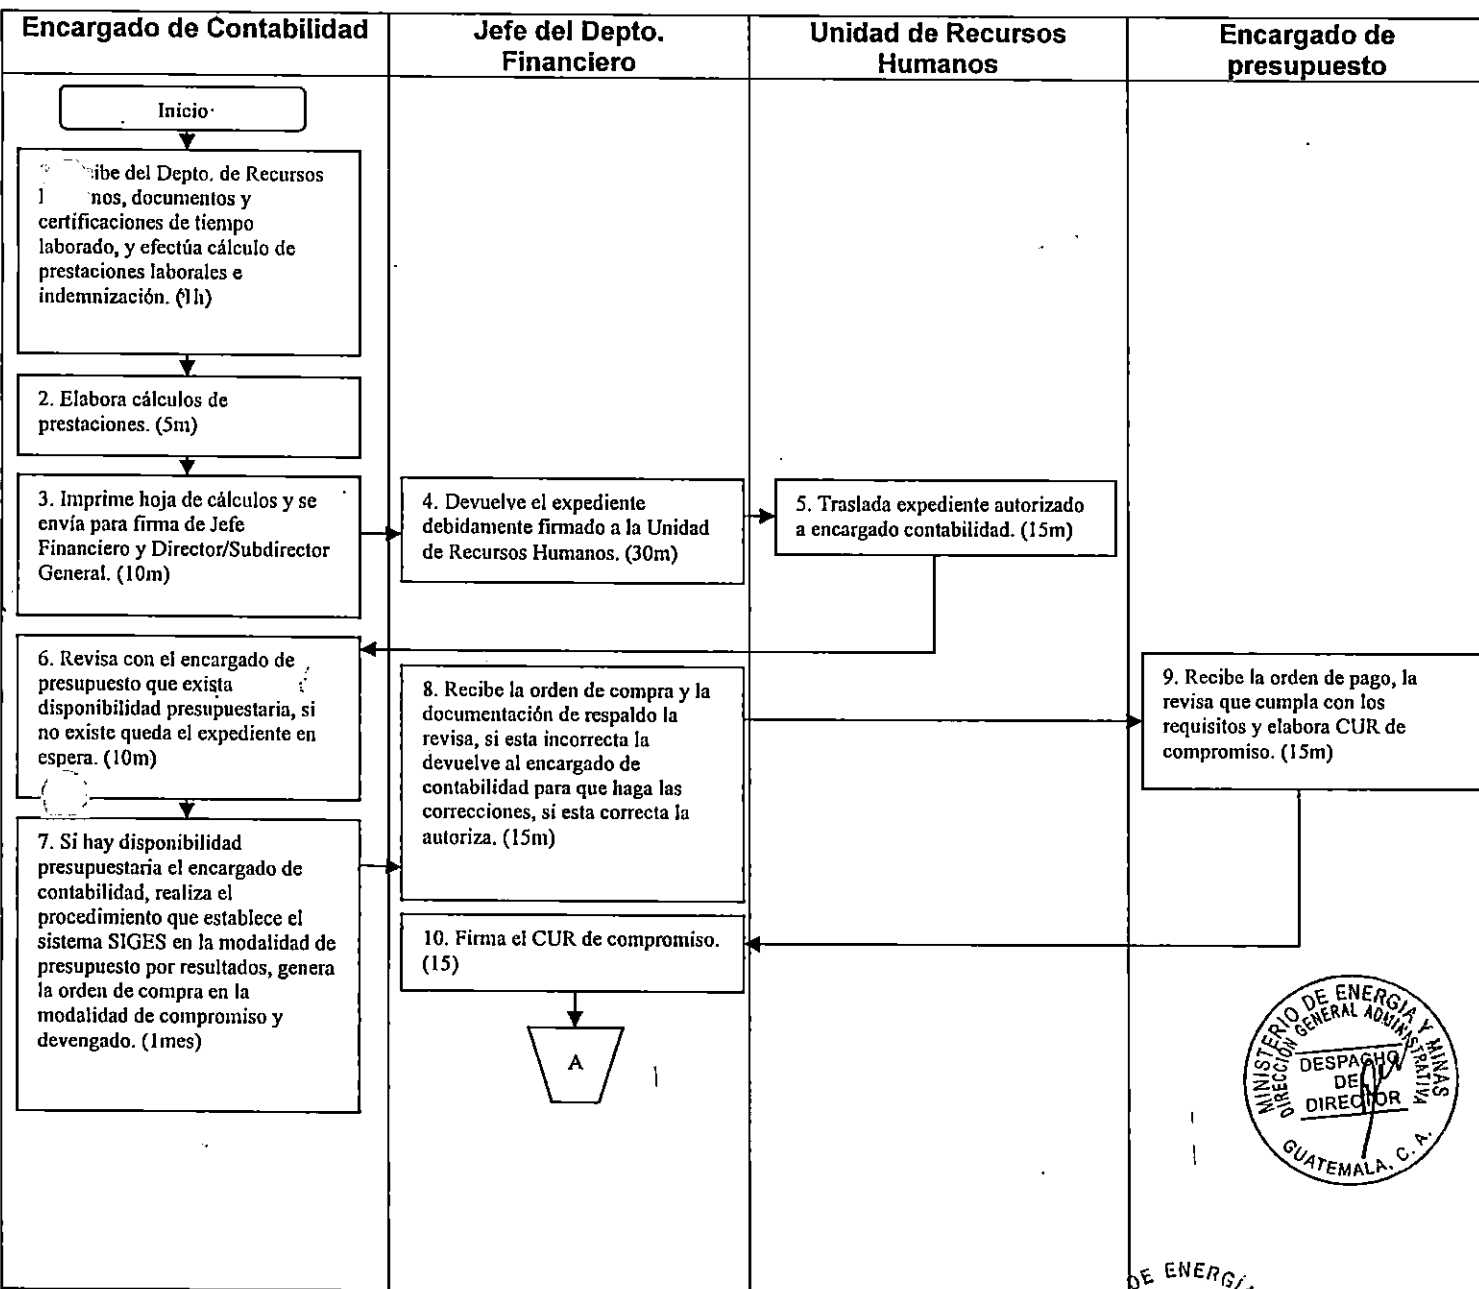 Encargado de Contabilidad
Jefe del Depto.
Financiero
Unidad de Recursos
Humanos
Encargado de
presupuesto
Inicio
ibe del Depto. de Recursos
nos, documentos y
certificaciones de tiempo
laborado, y efectúa cálculo de
prestaciones laborales e
indemnización. (1h)
2. Elabora cálculos de
prestaciones. (5m)
3. Imprime hoja de cálculos y se
envía para firma de Jefe
Financiero y Director/Subdirector
General. (10m)
4. Devuelve el expediente
debidamente firmado a la Unidad
de Recursos Humanos. (30m)
5. Traslada expediente autorizado
a encargado contabilidad. (15m)
6. Revisa con el encargado de
presupuesto que exista
disponibilidad presupuestaria, si
no existe queda el expediente en
espera. (10m)
7. Si hay disponibilidad
presupuestaria el encargado de
contabilidad, realiza el
procedimiento que establece el
sistema SIGES en la modalidad de
presupuesto por resultados, genera
la orden de compra en la
modalidad de compromiso y
devengado. (1mes)
8. Recibe la orden de compra y la
documentación de respaldo la
revisa, si esta incorrecta la
devuelve al encargado de
contabilidad para que haga las
correcciones, si esta correcta la
autoriza. (15m)
9. Recibe la orden de pago, la
revisa que cumpla con los
requisitos y elabora CUR de
compromiso. (15m)
10. Firma el CUR de compromiso.
(15)
A
MINISTERIO DE ENERGIA Y MINAS
DIRECCIÓN GENERAL ADMINISTRATIVA
DESPACHO
DE
DIRECTOR
GUATEMALA, C. A.
DE ENERGÍA